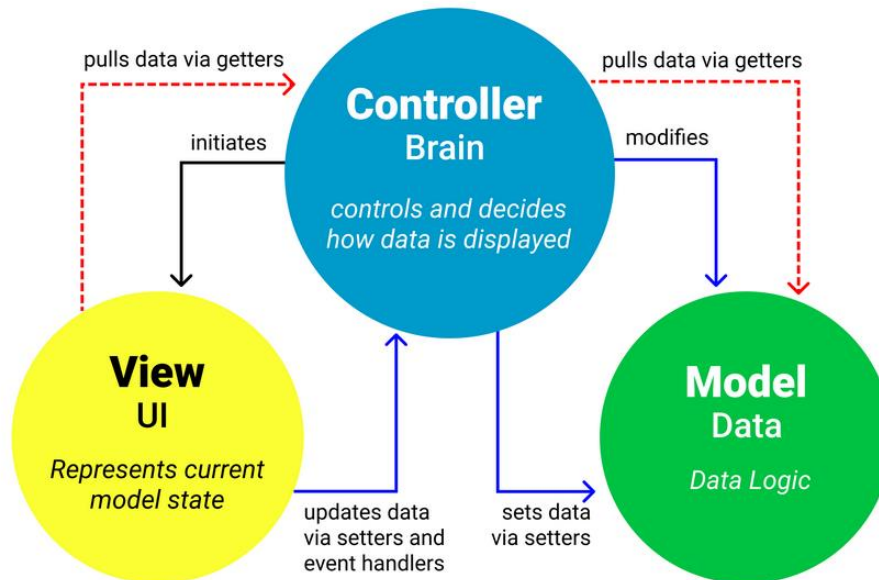 pulls data via getters
pulls data via getters
Controller
Brain
initiates
modifies
controls and decides
how data is displayed
View
UI
Represents current
model state
Model
Data
Data Logic
updates data
via setters and
event handlers
sets data
via setters